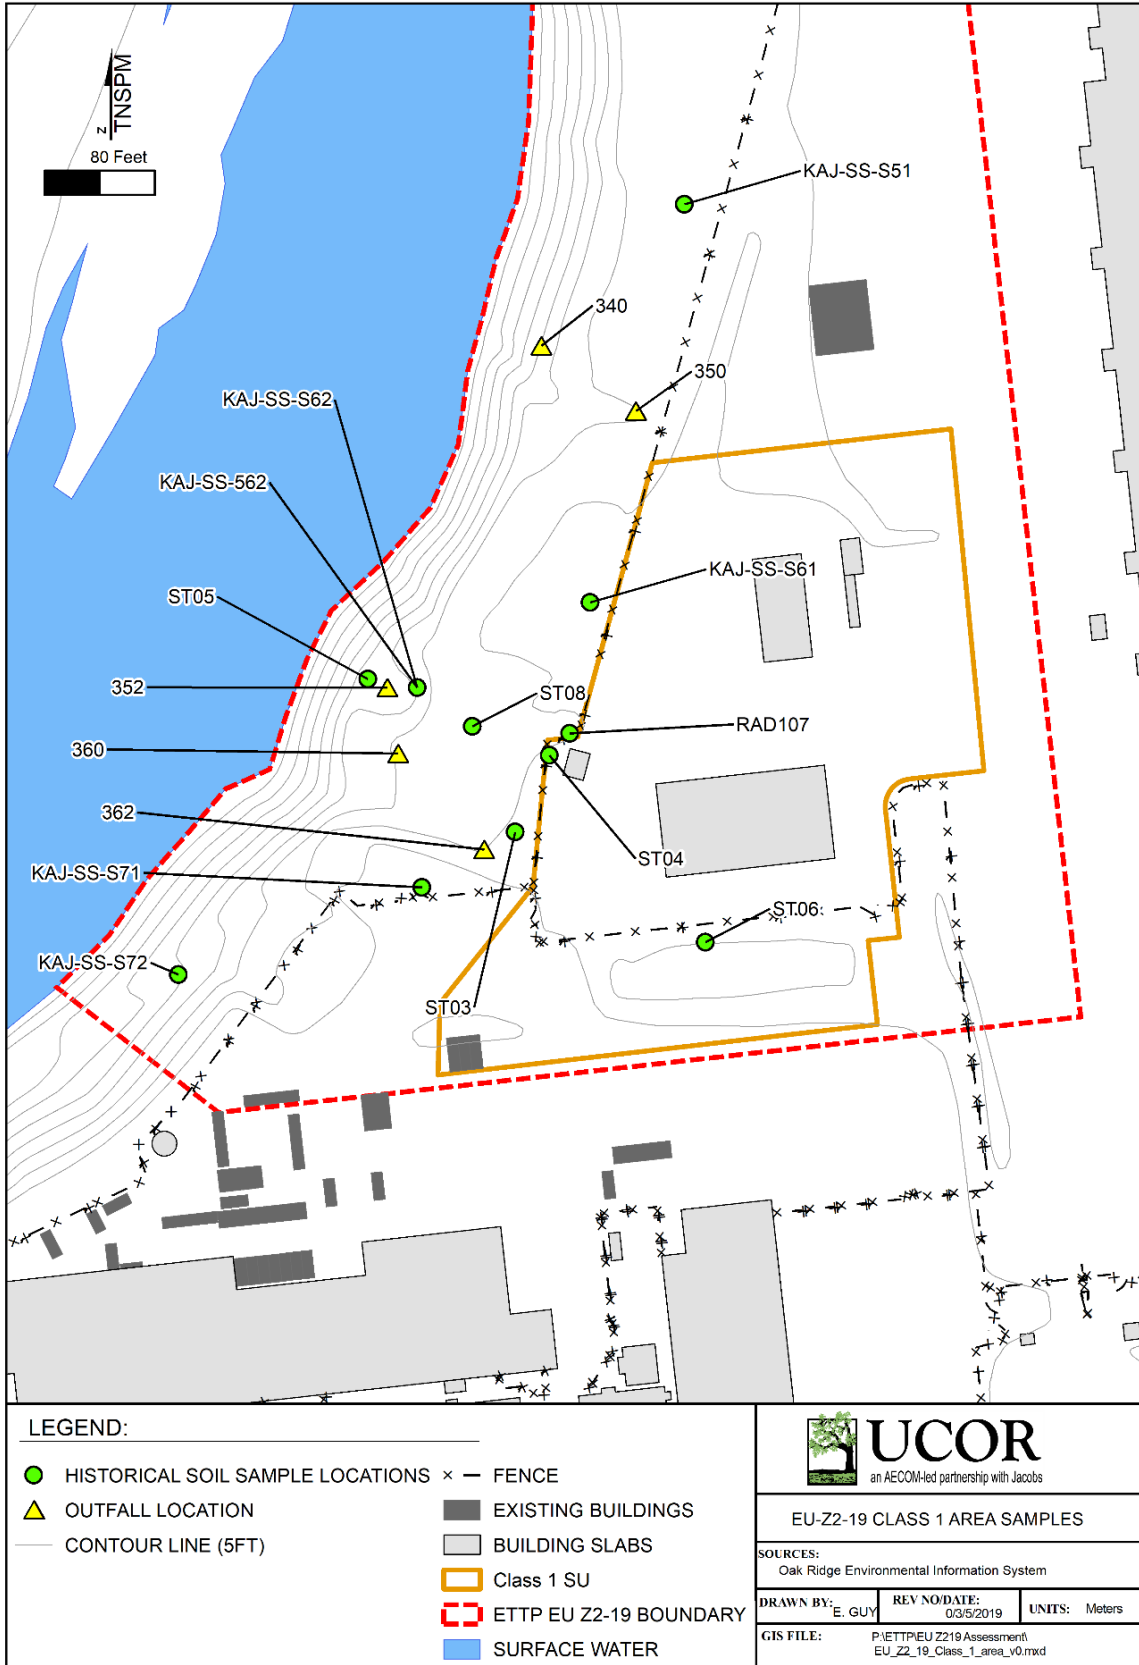 TNSPM
z
80 Feet
KAJ-SS-S51
340
350
KAJ-SS-S62
KAJ-SS-562
KAJ-SS-S61
ST05
352
ST08
RAD107
360
362
ST04
KAJ-SS-S71
ST06
KAJ-SS-S72
ST03
LEGEND:
HISTORICAL SOIL SAMPLE LOCATIONS
OUTFALL LOCATION
CONTOUR LINE (5FT)
FENCE
EXISTING BUILDINGS
BUILDING SLABS
Class 1 SU
ETTP EU Z2-19 BOUNDARY
SURFACE WATER
UCOR
an AECOM-led partnership with Jacobs
EU-Z2-19 CLASS 1 AREA SAMPLES
SOURCES:
Oak Ridge Environmental Information System
DRAWN BY: E. GUY
REV NO/DATE: 0/3/5/2019
UNITS: Meters
GIS FILE: P:\ETTP\EU Z219 Assessment\
EU_Z2_19_Class_1_area_v0.mxd